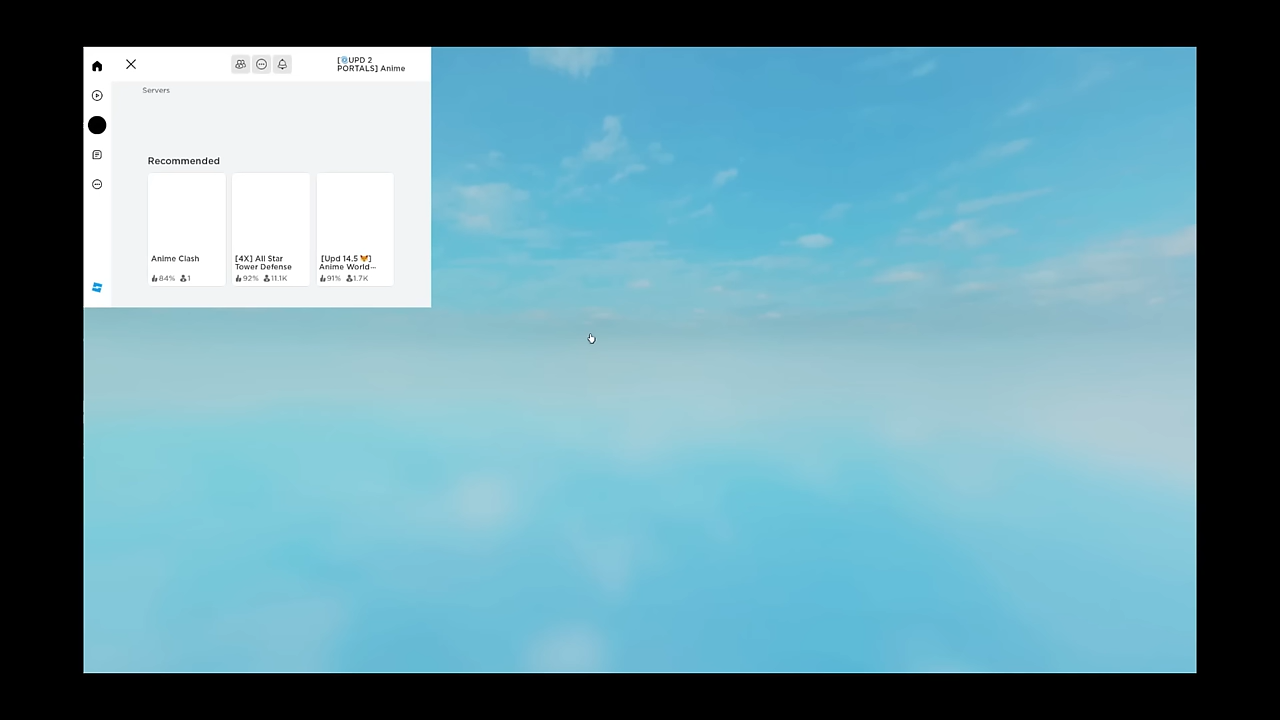 [🌀UPD 2
PORTALS] Anime
Servers
Recommended
Anime Clash
84% 1
[4X] All Star
Tower Defense
92% 11.1K
[Upd 14.5 🦊]
Anime World...
91% 1.7K